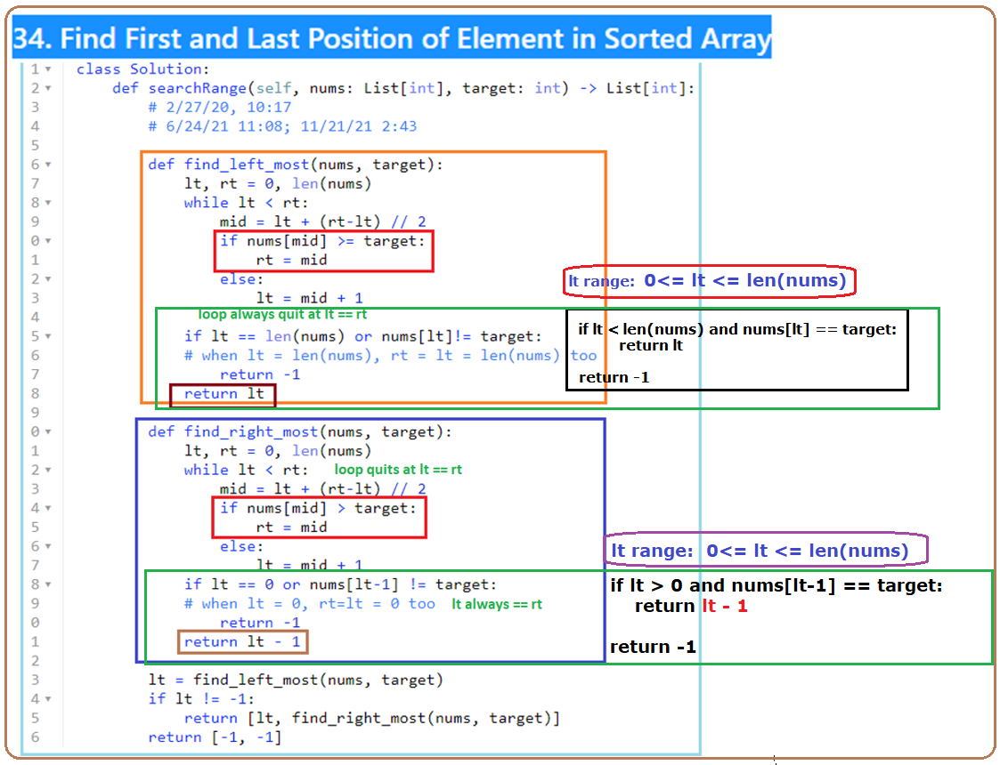 34. Find First and Last Position of Element in Sorted Array
1 class Solution:
2 def searchRange(self, nums: List[int], target: int) -> List[int]:
3 # 2/27/20, 10:17
4 # 6/24/21 11:08; 11/21/21 2:43
5
6 def find_left_most(nums, target):
7 lt, rt = 0, len(nums)
8 while lt < rt:
9 mid = lt + (rt-lt) // 2
0 if nums[mid] >= target:
1 rt = mid
2 else:
lt range: 0<= lt <= len(nums)
3 lt = mid + 1
4 loop always quit at lt == rt
5 if lt == len(nums) or nums[lt]!= target:
6 # when lt = len(nums), rt = lt = len(nums) too
7 return -1
8 return lt
if lt < len(nums) and nums[lt] == target:
return lt
return -1
9
0 def find_right_most(nums, target):
1 lt, rt = 0, len(nums)
2 while lt < rt: loop quits at lt == rt
3 mid = lt + (rt-lt) // 2
4 if nums[mid] > target:
5 rt = mid
6 else:
lt range: 0<= lt <= len(nums)
7 lt = mid + 1
8 if lt == 0 or nums[lt-1] != target:
9 # when lt = 0, rt=lt = 0 too lt always == rt
0 return -1
1 return lt - 1
2
if lt > 0 and nums[lt-1] == target:
return lt - 1
return -1
3 lt = find_left_most(nums, target)
4 if lt != -1:
5 return [lt, find_right_most(nums, target)]
6 return [-1, -1]